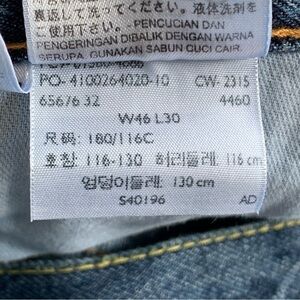 裏返して洗ってください。液体洗剤を
ご使用下さい。- PENCUCIAN DAN
PENGERINGAN DIBALIK DENGAN WARNA
SERUPA. GUNAKAN SABUN CUCI CAIR.
PO- 4100264020-10 CW- 2315
65676 32 4460
W46 L30
尺码: 180/116C
호칭: 116-130 허리둘레: 116 cm
엉덩이둘레: 130 cm
S40196 AD